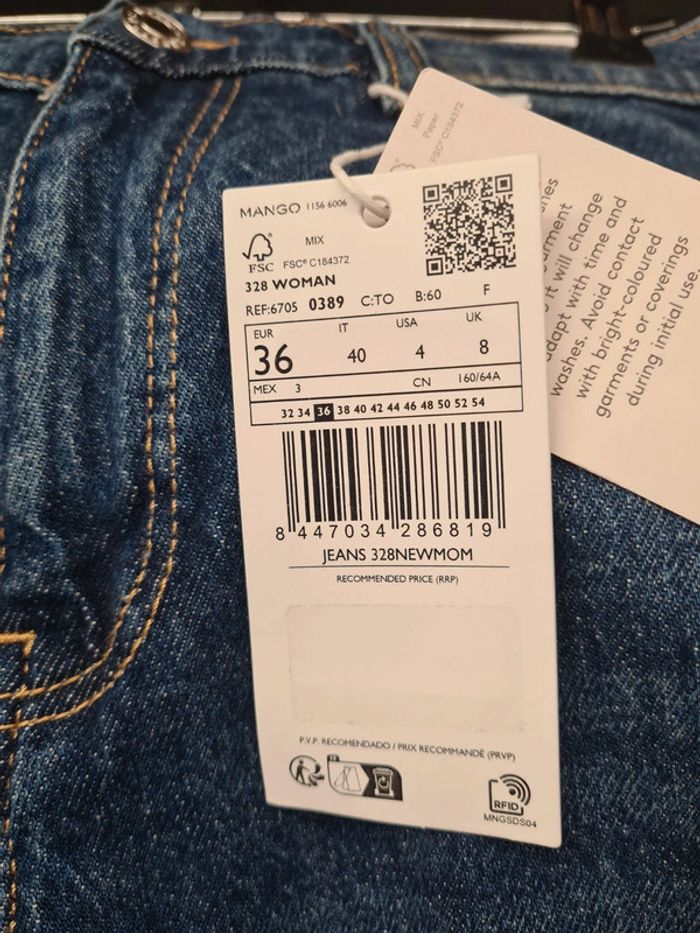 MANGO 1156 6006
MIX
FSC FSC® C184372
328 WOMAN
REF:6705 0389 C:TO B:60 F
EUR IT USA UK
36 40 4 8
MEX 3 CN 160/64A
32 34 36 38 40 42 44 46 48 50 52 54
8 447034 286819
JEANS 328NEWMOM
RECOMMENDED PRICE (RRP)
P.V.P. RECOMENDADO / PRIX RECOMMANDÉ (PRVP)
RFID
MNGSDS04
MIX
Paper
FSC® C184372
it will change
adapt with time and
washes. Avoid contact
with bright-coloured
garments or coverings
during initial use.